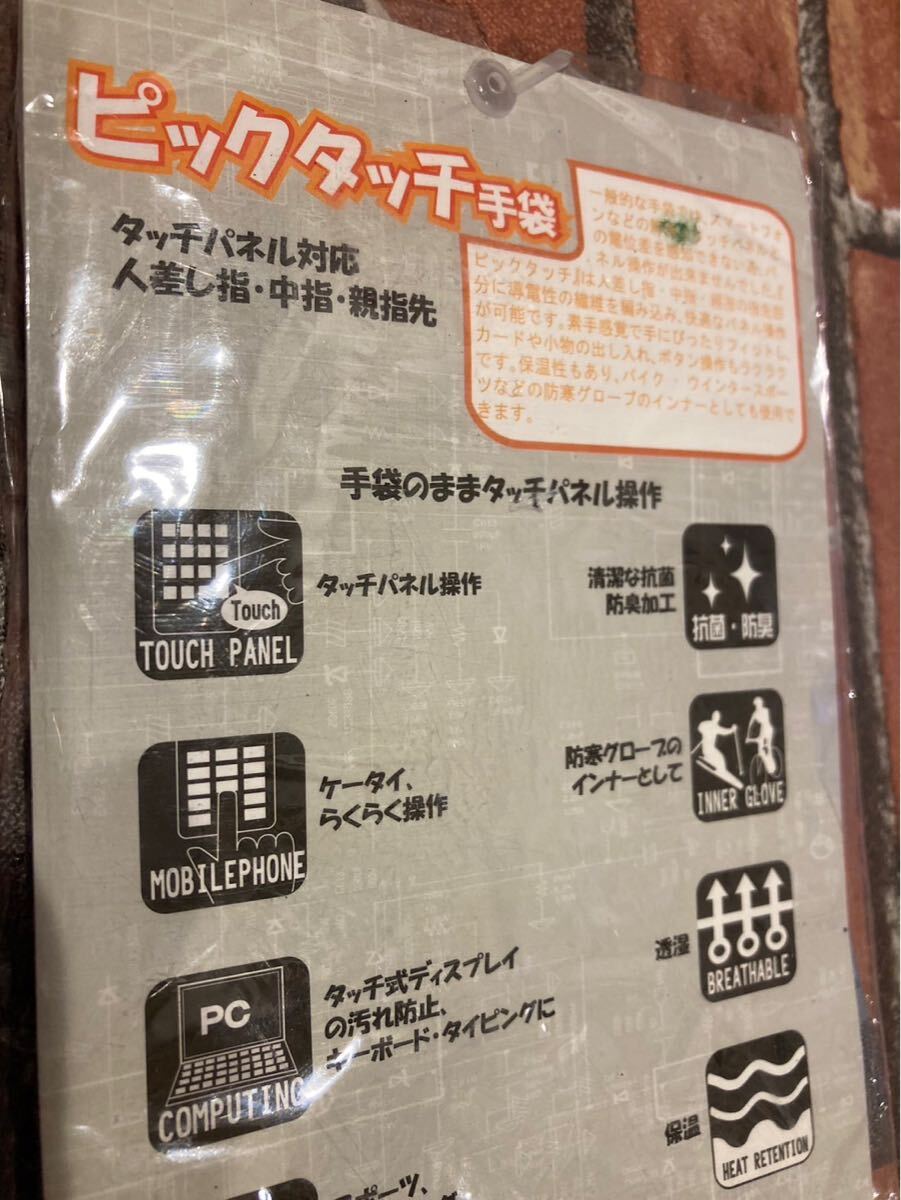 ピックタッチ手袋
タッチパネル対応
人差し指・中指・親指先
一般的な手袋では、スマートフォ
ンなどの
の電位差を感知できない為、パ
ネル操作が出来ませんでした。『
ピックタッチ』は人差し指・中指・親指の指先部
分に導電性の繊維を編み込み、快適なパネル操作
が可能です。素手感覚で手にぴったりフィットし、
カードや小物の出し入れ、ボタン操作もラクラク
です。保温性もあり、バイク・ウインタースポー
ツなどの防寒グローブのインナーとしても使用で
きます。
手袋のままタッチパネル操作
Touch
TOUCH PANEL
タッチパネル操作
清潔な抗菌
防臭加工
抗菌・防臭
MOBILEPHONE
ケータイ、
らくらく操作
防寒グローブの
インナーとして
INNER GLOVE
PC
COMPUTING
タッチ式ディスプレイ
の汚れ防止、
キーボード・タイピングに
透湿
BREATHABLE
保温
HEAT RETENTION
スポーツ、